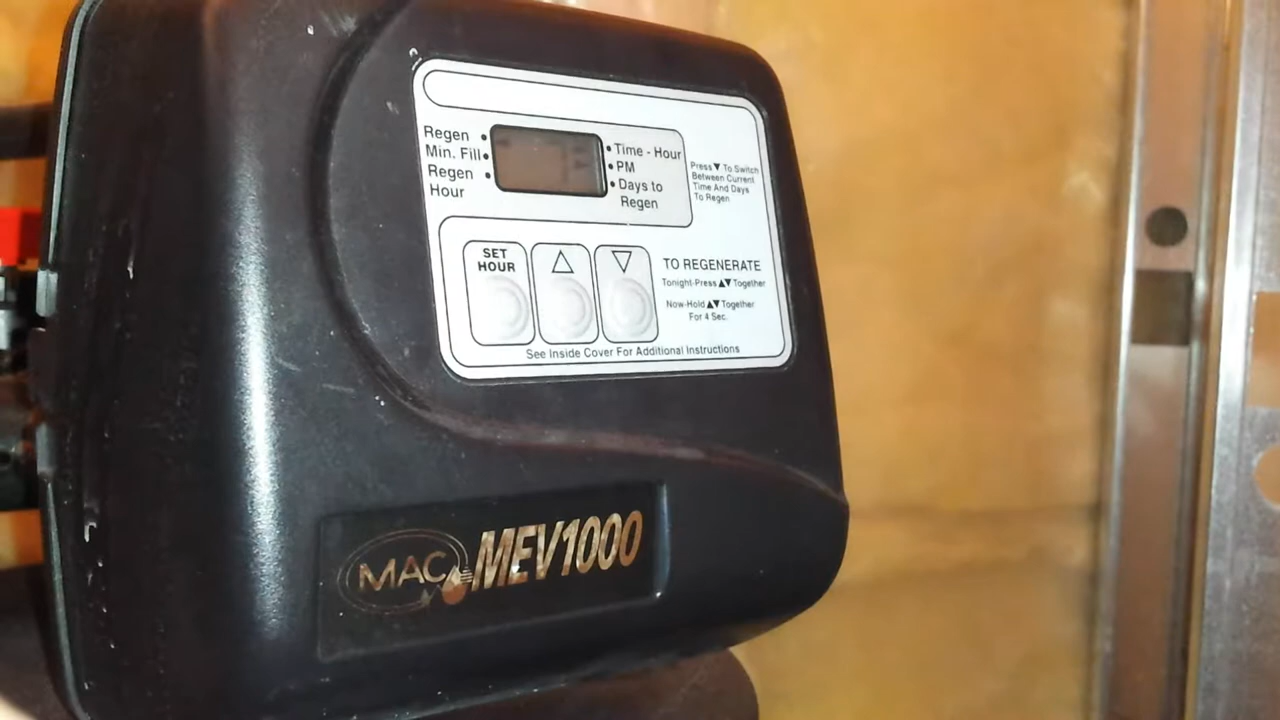 Regen
Min. Fill
Regen
Hour
Time - Hour
PM
Days to
Regen
Press ▼ To Switch
Between Current
Time And Days
To Regen
SET
HOUR
△
▽
TO REGENERATE
Tonight-Press ▲▼ Together
Now-Hold ▲▼ Together
For 4 Sec.
See Inside Cover For Additional Instructions
MAC MEV1000